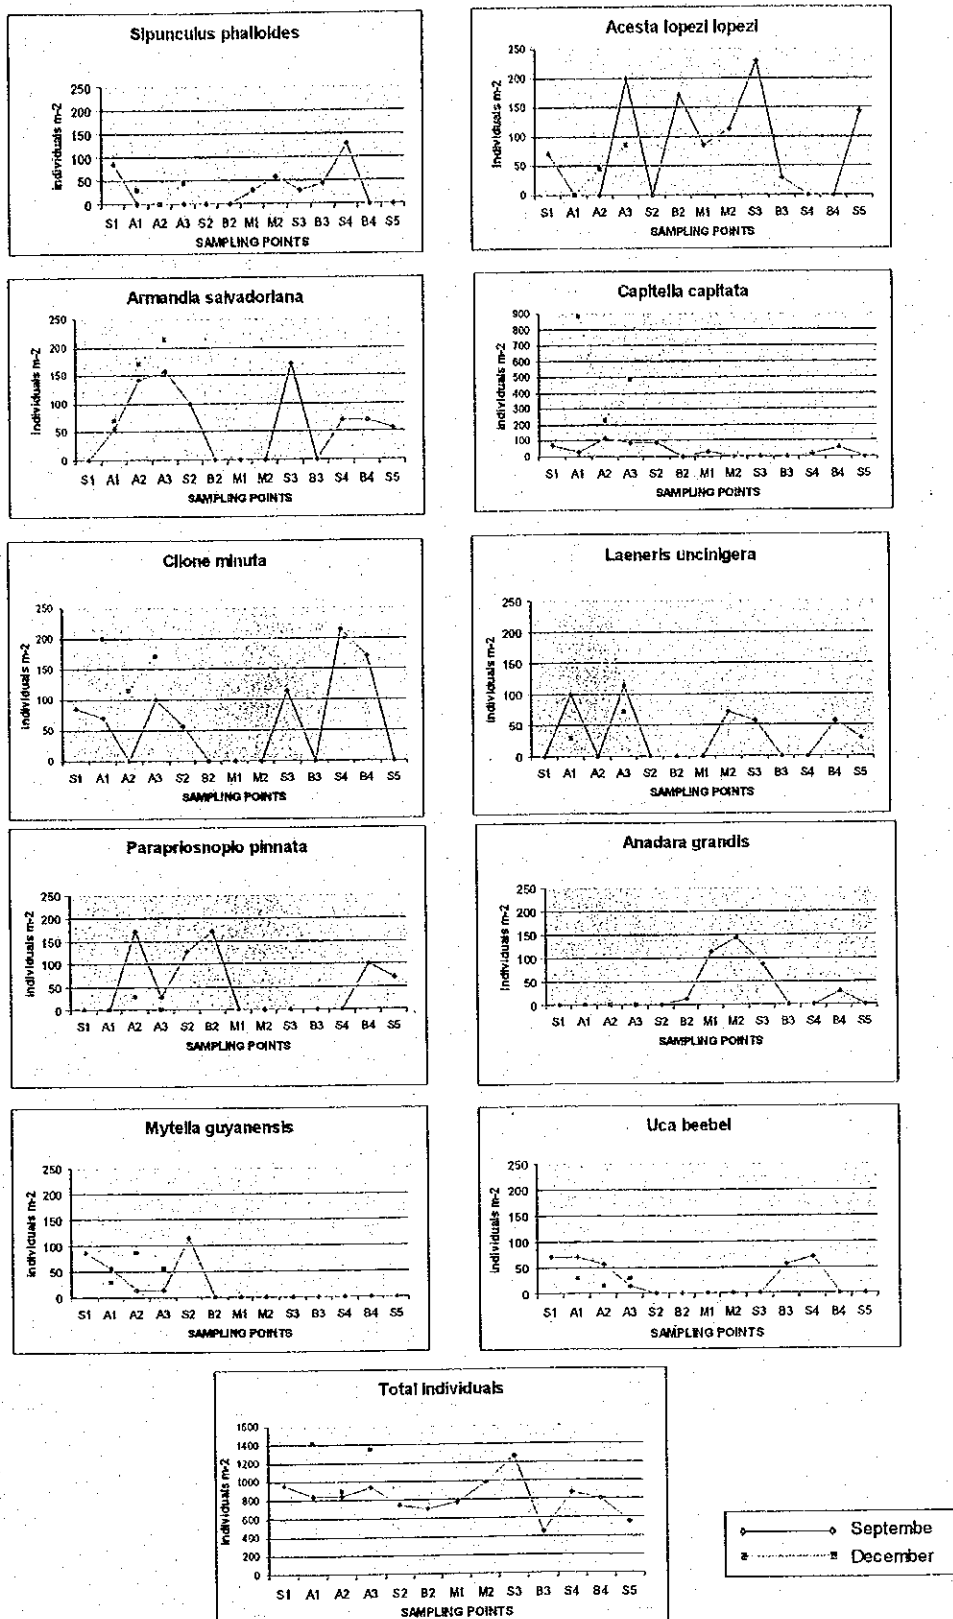 Sipunculus phalloides
individuals m-2
250
200
150
100
50
0
S1 A1 A2 A3 S2 B2 M1 M2 S3 B3 S4 B4 S5
SAMPLING POINTS
Acesta lopezi lopezi
Individuals m-2
250
200
150
100
50
0
S1 A1 A2 A3 S2 B2 M1 M2 S3 B3 S4 B4 S5
SAMPLING POINTS
Armandia salvadoriana
Individuals m-2
250
200
150
100
50
0
S1 A1 A2 A3 S2 B2 M1 M2 S3 B3 S4 B4 S5
SAMPLING POINTS
Capitella capitata
Individuals m-2
900
800
700
600
500
400
300
200
100
0
S1 A1 A2 A3 S2 B2 M1 M2 S3 B3 S4 B4 S5
SAMPLING POINTS
Clione minuta
individuals m-2
250
200
150
100
50
0
S1 A1 A2 A3 S2 B2 M1 M2 S3 B3 S4 B4 S5
SAMPLING POINTS
Laeneris uncinigera
Individuals m-2
250
200
150
100
50
0
S1 A1 A2 A3 S2 B2 M1 M2 S3 B3 S4 B4 S5
SAMPLING POINTS
Parapriosnopio pinnata
individuals m-2
250
200
150
100
50
0
S1 A1 A2 A3 S2 B2 M1 M2 S3 B3 S4 B4 S5
SAMPLING POINTS
Anadara grandis
Individuals m-2
250
200
150
100
50
0
S1 A1 A2 A3 S2 B2 M1 M2 S3 B3 S4 B4 S5
SAMPLING POINTS
Mytella guyanensis
individuals m-2
250
200
150
100
50
0
S1 A1 A2 A3 S2 B2 M1 M2 S3 B3 S4 B4 S5
SAMPLING POINTS
Uca beebei
Individuals m-2
250
200
150
100
50
0
S1 A1 A2 A3 S2 B2 M1 M2 S3 B3 S4 B4 S5
SAMPLING POINTS
Total Individuals
individuals m-2
1600
1400
1200
1000
800
600
400
200
0
S1 A1 A2 A3 S2 B2 M1 M2 S3 B3 S4 B4 S5
SAMPLING POINTS
Septembe
December